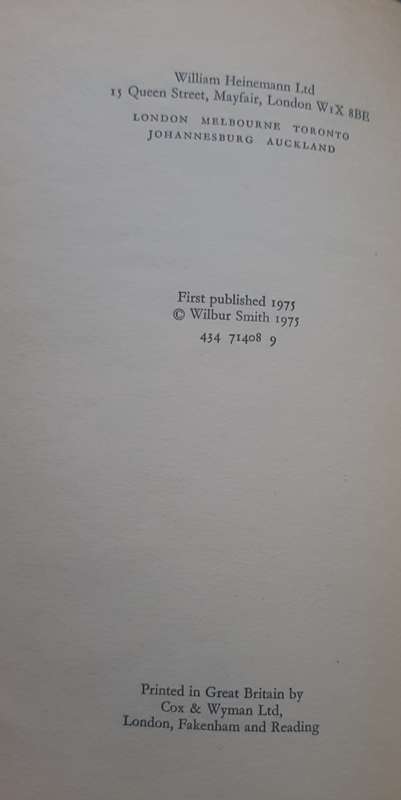 William Heinemann Ltd
15 Queen Street, Mayfair, London W1X 8BE
LONDON MELBOURNE TORONTO
JOHANNESBURG AUCKLAND
First published 1975
© Wilbur Smith 1975
434 71408 9
Printed in Great Britain by
Cox & Wyman Ltd,
London, Fakenham and Reading